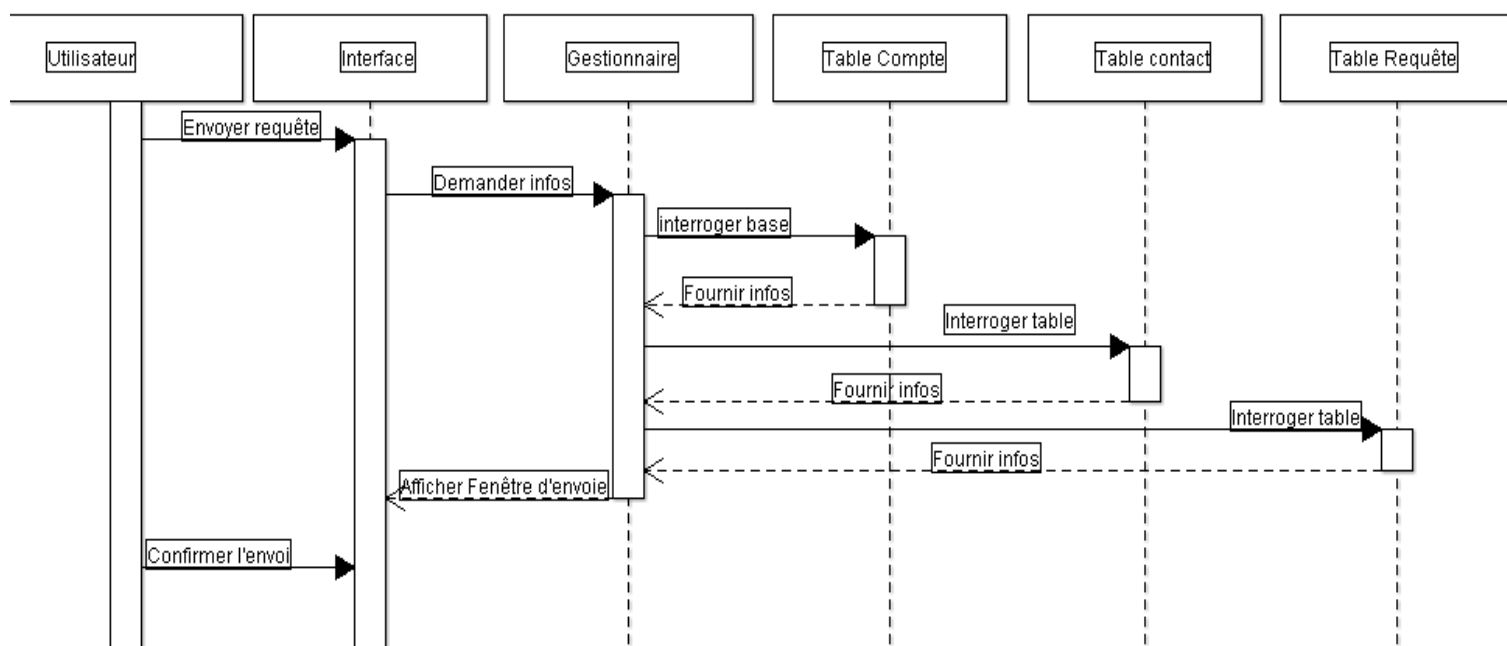 Utilisateur
Interface
Gestionnaire
Table Compte
Table contact
Table Requête
Envoyer requête
Demander infos
interroger base
Fournir infos
Interroger table
Fournir infos
Interroger table
Fournir infos
Afficher Fenêtre d'envoie
Confirmer l'envoi